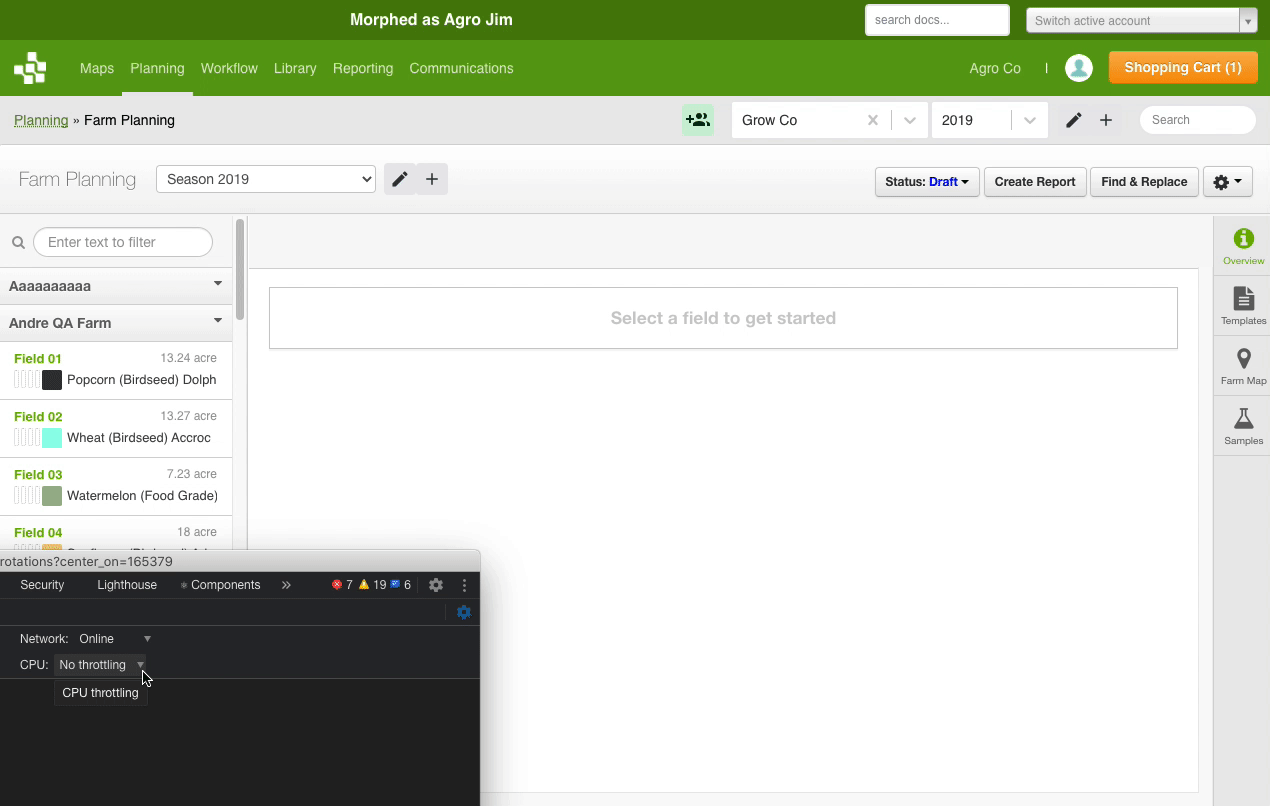 Morphed as Agro Jim
search docs...
Switch active account
Maps Planning Workflow Library Reporting Communications
Agro Co | Shopping Cart (1)
Planning » Farm Planning
Grow Co
2019
Search
Farm Planning
Season 2019
Status: Draft
Create Report
Find & Replace
Enter text to filter
Aaaaaaaaaa
Andre QA Farm
Field 01 13.24 acre
Popcorn (Birdseed) Dolph
Field 02 13.27 acre
Wheat (Birdseed) Accroc
Field 03 7.23 acre
Watermelon (Food Grade)
Field 04 18 acre
Select a field to get started
Overview
Templates
Farm Map
Samples
rotations?center_on=165379
Security Lighthouse Components » 7 19 6
Network: Online
CPU: No throttling
CPU throttling